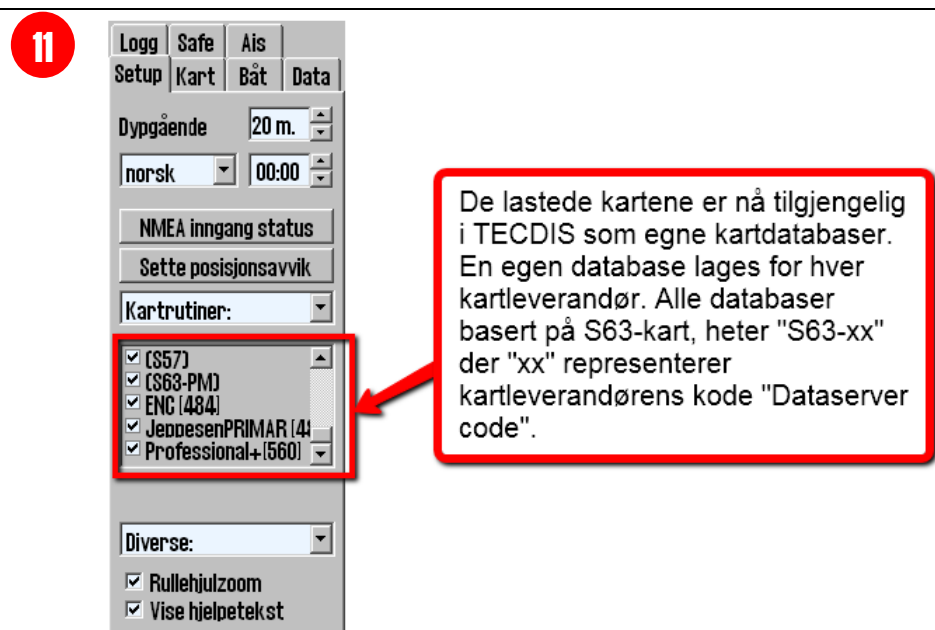 11
Logg Safe Ais
Setup Kart Båt Data
Dypgående 20 m.
norsk 00:00
NMEA inngang status
Sette posisjonsavvik
Kartrutiner:
(S57)
(S63-PM)
ENC [484]
JeppesenPRIMAR [48
Professional+[560]
Diverse:
Rullehjulzoom
Vise hjelpetekst
De lastede kartene er nå tilgjengelig
i TECDIS som egne kartdatabaser.
En egen database lages for hver
kartleverandør. Alle databaser
basert på S63-kart, heter "S63-xx"
der "xx" representerer
kartleverandørens kode "Dataserver
code".